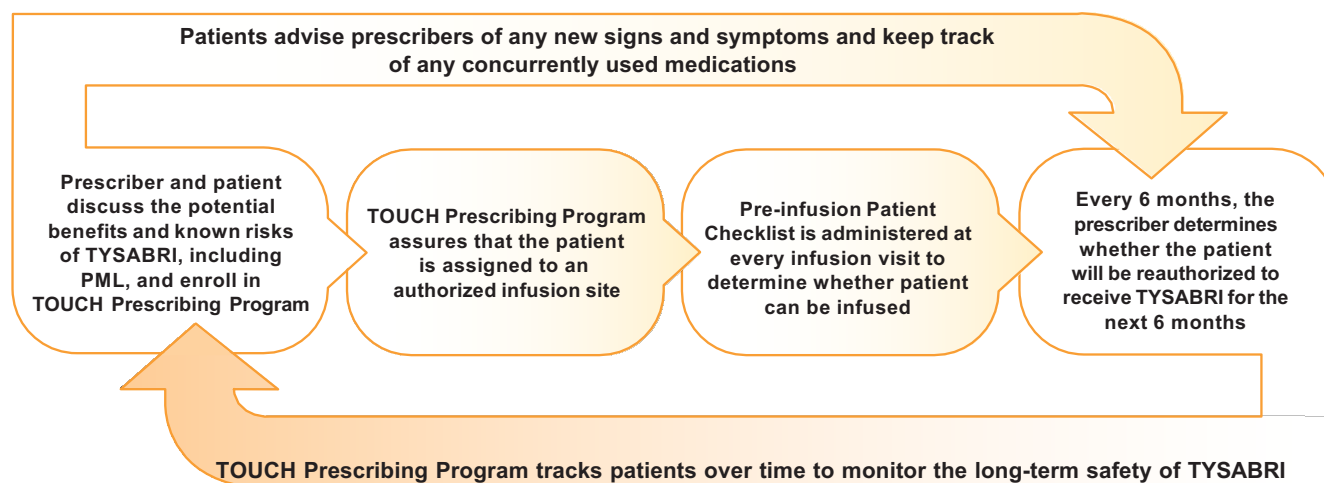 Patients advise prescribers of any new signs and symptoms and keep track
of any concurrently used medications
Prescriber and patient
discuss the potential
benefits and known risks
of TYSABRI, including
PML, and enroll in
TOUCH Prescribing Program
TOUCH Prescribing Program
assures that the patient
is assigned to an
authorized infusion site
Pre-infusion Patient
Checklist is administered at
every infusion visit to
determine whether patient
can be infused
Every 6 months, the
prescriber determines
whether the patient
will be reauthorized to
receive TYSABRI for the
next 6 months
TOUCH Prescribing Program tracks patients over time to monitor the long-term safety of TYSABRI